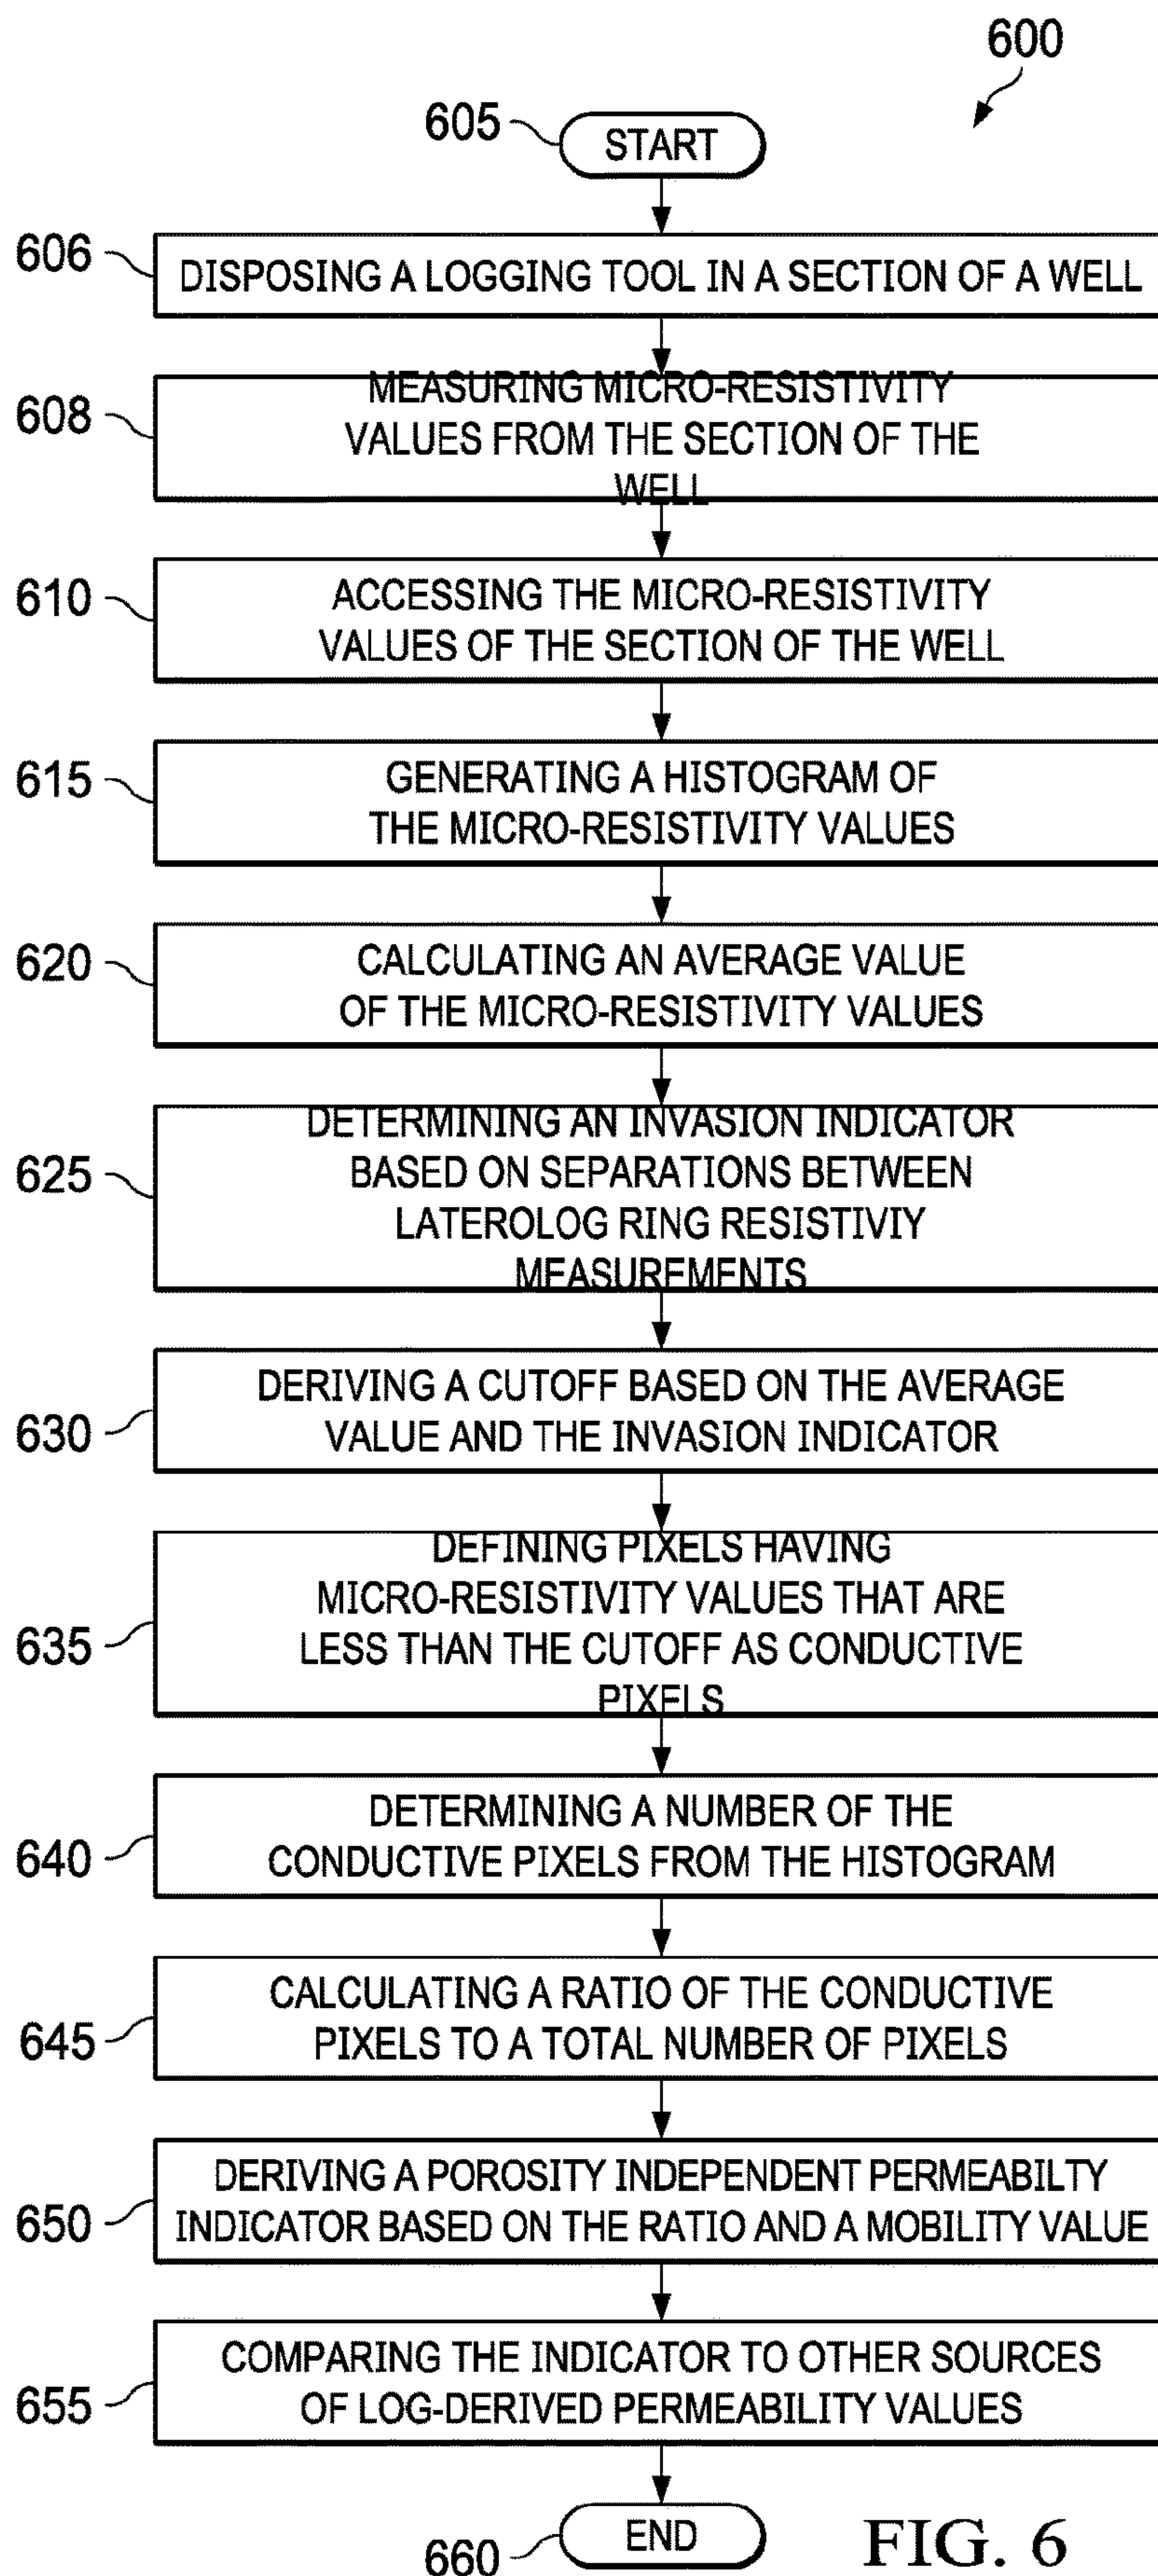 600
605
START
606
DISPOSING A LOGGING TOOL IN A SECTION OF A WELL
608
MEASURING MICRO-RESISTIVITY
VALUES FROM THE SECTION OF THE
WELL
610
ACCESSING THE MICRO-RESISTIVITY
VALUES OF THE SECTION OF THE WELL
615
GENERATING A HISTOGRAM OF
THE MICRO-RESISTIVITY VALUES
620
CALCULATING AN AVERAGE VALUE
OF THE MICRO-RESISTIVITY VALUES
625
DETERMINING AN INVASION INDICATOR
BASED ON SEPARATIONS BETWEEN
LATEROLOG RING RESISTIVIY
MEASUREMENTS
630
DERIVING A CUTOFF BASED ON THE AVERAGE
VALUE AND THE INVASION INDICATOR
635
DEFINING PIXELS HAVING
MICRO-RESISTIVITY VALUES THAT ARE
LESS THAN THE CUTOFF AS CONDUCTIVE
PIXELS
640
DETERMINING A NUMBER OF THE
CONDUCTIVE PIXELS FROM THE HISTOGRAM
645
CALCULATING A RATIO OF THE CONDUCTIVE
PIXELS TO A TOTAL NUMBER OF PIXELS
650
DERIVING A POROSITY INDEPENDENT PERMEABILTY
INDICATOR BASED ON THE RATIO AND A MOBILITY VALUE
655
COMPARING THE INDICATOR TO OTHER SOURCES
OF LOG-DERIVED PERMEABILITY VALUES
660
END
FIG. 6